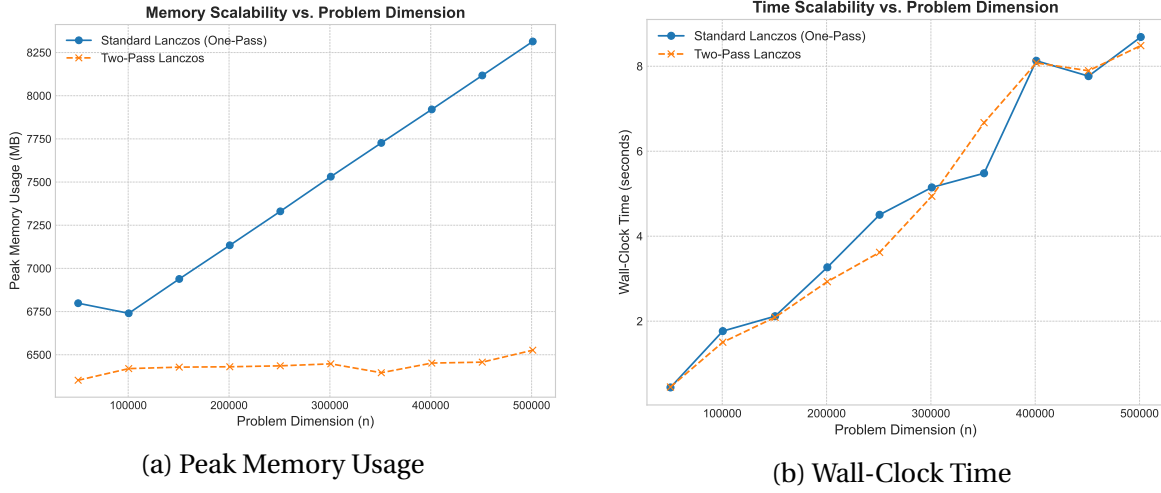 Memory Scalability vs. Problem Dimension
Standard Lanczos (One-Pass)
Two-Pass Lanczos
8250
8000
7750
7500
7250
7000
6750
6500
Peak Memory Usage (MB)
100000 200000 300000 400000 500000
Problem Dimension (n)
(a) Peak Memory Usage
Time Scalability vs. Problem Dimension
Standard Lanczos (One-Pass)
Two-Pass Lanczos
8
6
4
2
Wall-Clock Time (seconds)
100000 200000 300000 400000 500000
Problem Dimension (n)
(b) Wall-Clock Time